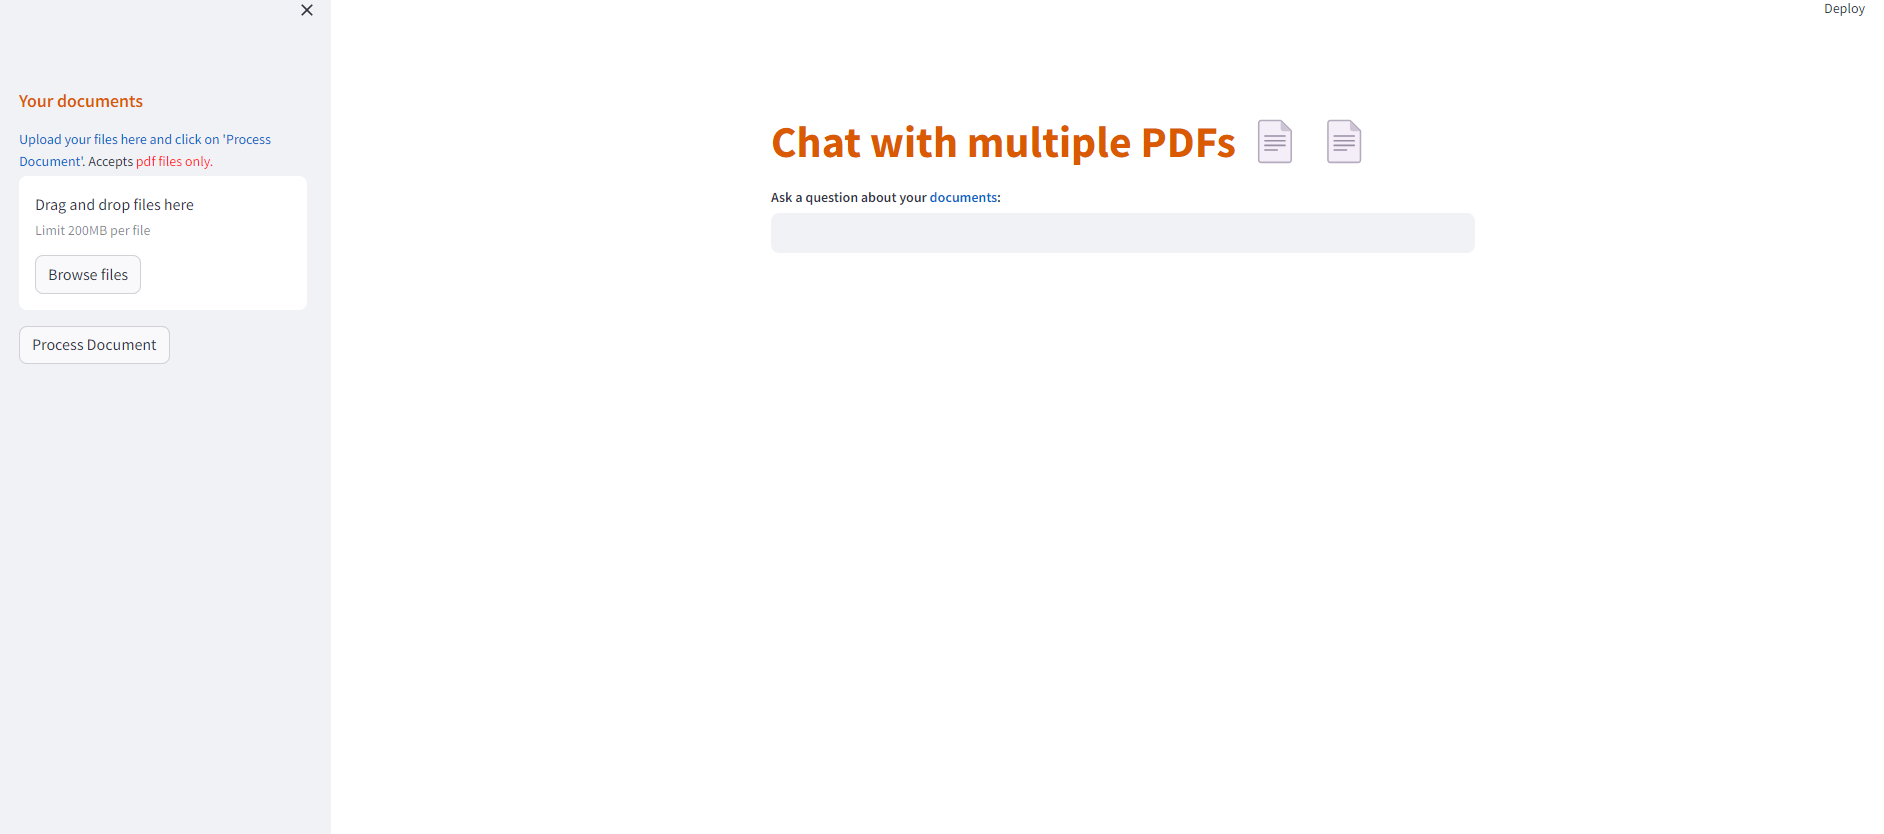 Deploy
Your documents
Upload your files here and click on 'Process
Document'. Accepts pdf files only.
Drag and drop files here
Limit 200MB per file
Browse files
Process Document
Chat with multiple PDFs
Ask a question about your documents: